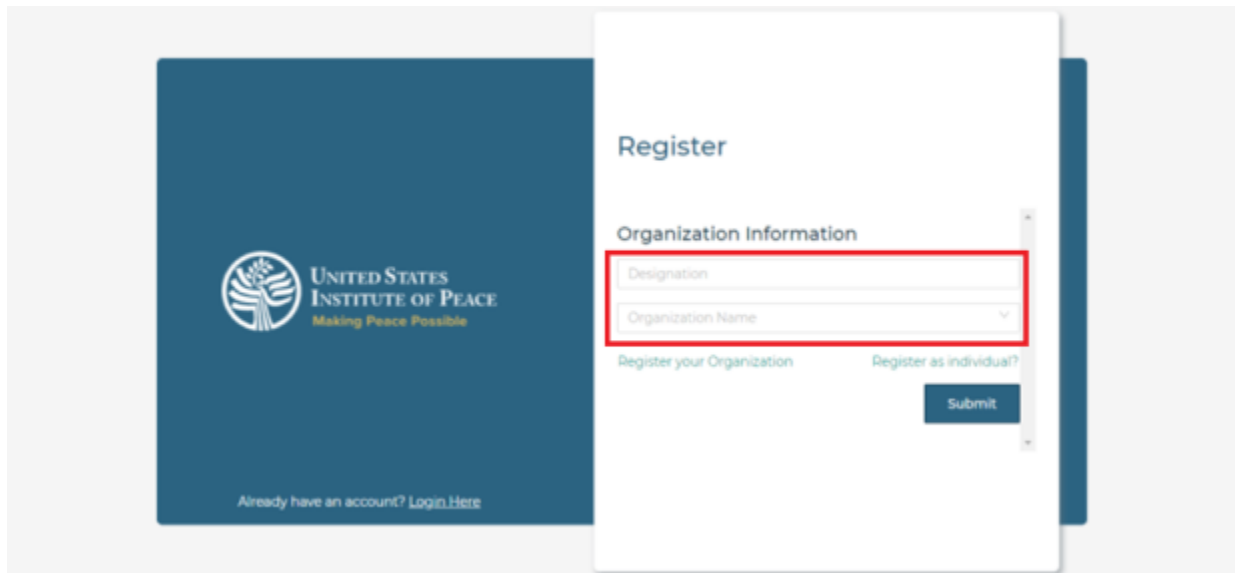 UNITED STATES
INSTITUTE OF PEACE
Making Peace Possible
Already have an account? Login Here
Register
Organization Information
Designation
Organization Name
Register your Organization Register as individual?
Submit